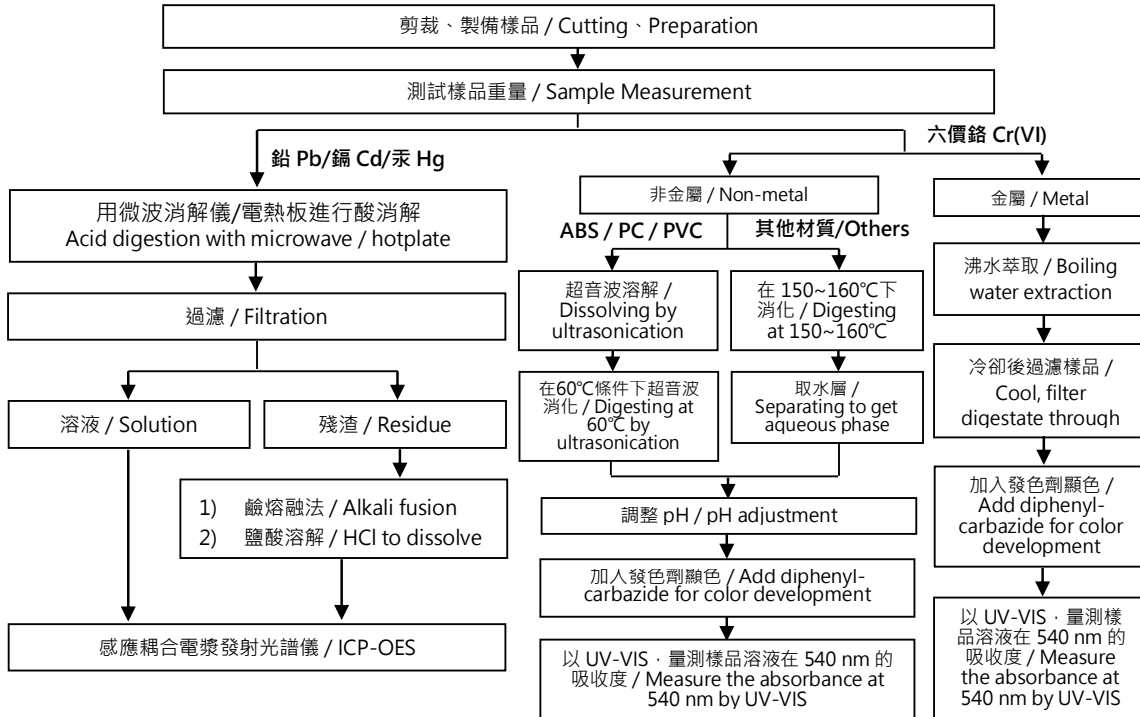 剪裁、製備樣品 / Cutting、Preparation
測試樣品重量 / Sample Measurement
鉛 Pb/鎘 Cd/汞 Hg
六價鉻 Cr(VI)
用微波消解儀/電熱板進行酸消解
Acid digestion with microwave / hotplate
過濾 / Filtration
溶液 / Solution
殘渣 / Residue
1) 鹼熔融法 / Alkali fusion
2) 鹽酸溶解 / HCl to dissolve
感應耦合電漿發射光譜儀 / ICP-OES
非金屬 / Non-metal
ABS / PC / PVC
其他材質/Others
超音波溶解 /
Dissolving by
ultrasonication
在60℃條件下超音波
消化 / Digesting at
60℃ by
ultrasonication
在 150~160℃下
消化 / Digesting
at 150~160℃
取水層 /
Separating to get
aqueous phase
調整 pH / pH adjustment
加入發色劑顯色 / Add diphenyl-
carbazide for color development
以 UV-VIS，量測樣品溶液在 540 nm 的
吸收度 / Measure the absorbance at
540 nm by UV-VIS
金屬 / Metal
沸水萃取 / Boiling
water extraction
冷卻後過濾樣品 /
Cool, filter
digestate through
加入發色劑顯色 /
Add diphenyl-
carbazide for color
development
以 UV-VIS，量測樣
品溶液在 540 nm 的
吸收度 / Measure
the absorbance at
540 nm by UV-VIS